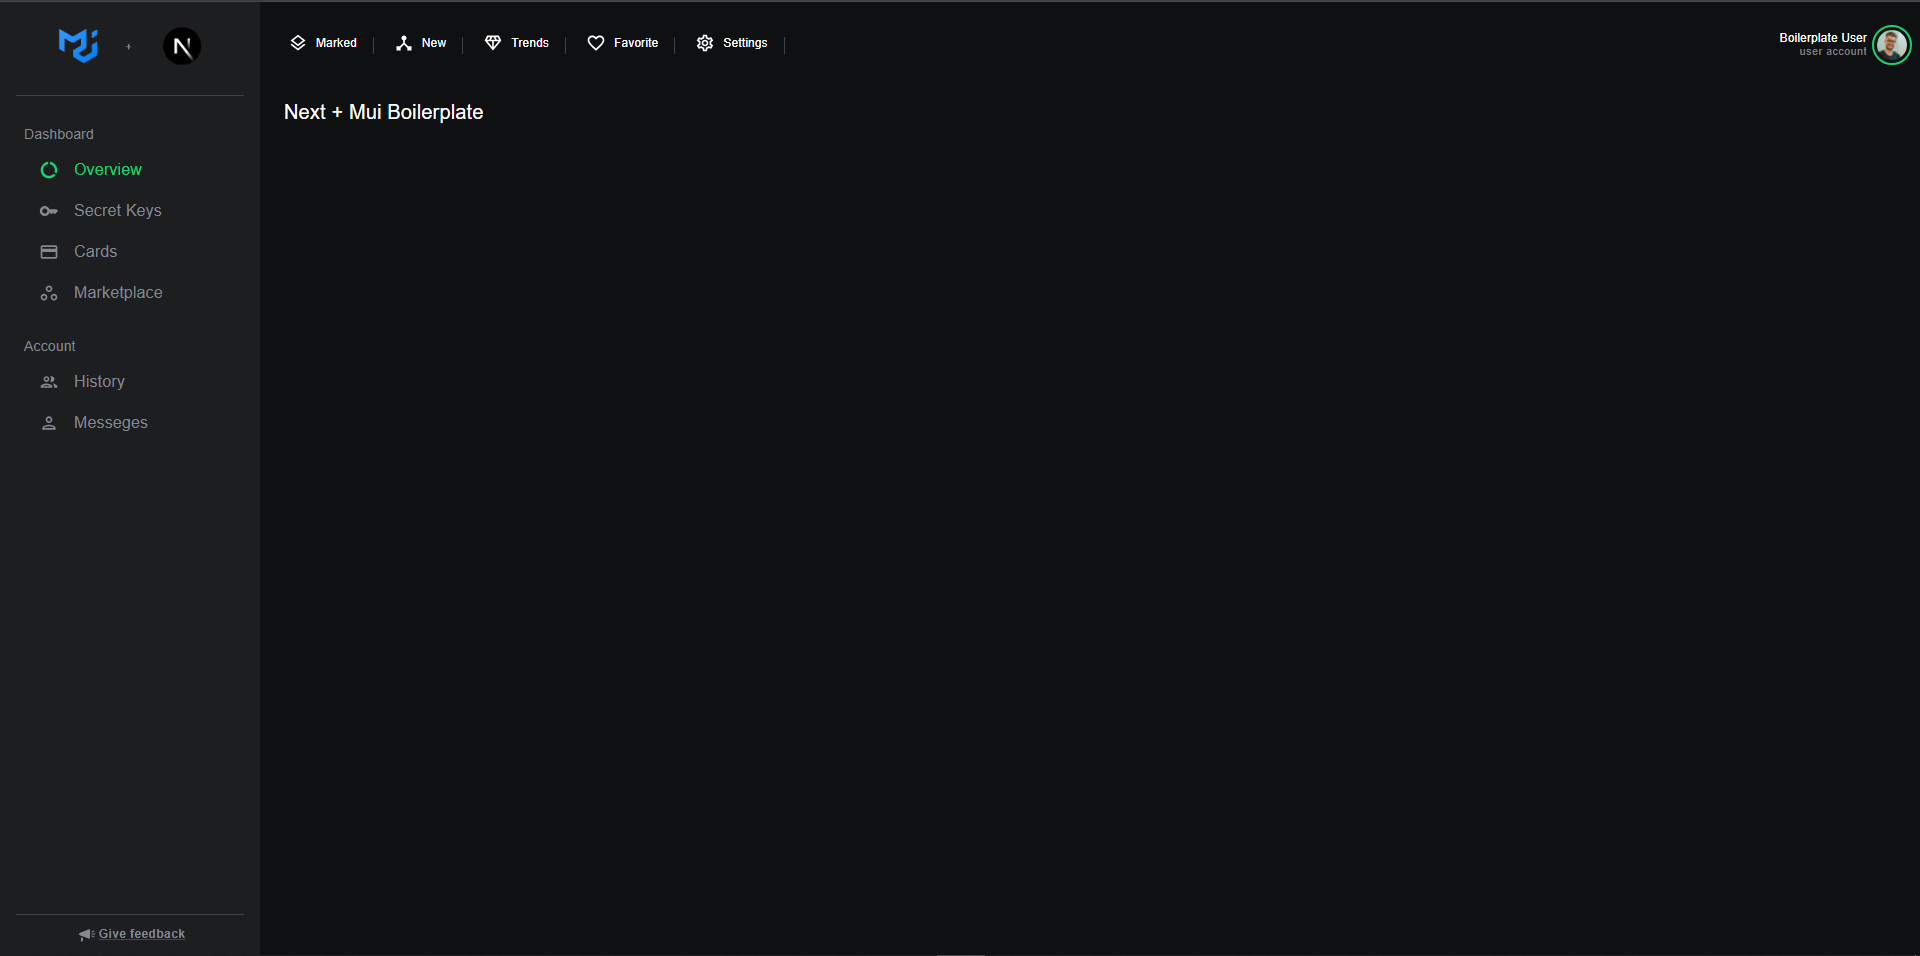 +
N
Marked
New
Trends
Favorite
Settings
Boilerplate User
user account
Next + Mui Boilerplate
Dashboard
Overview
Secret Keys
Cards
Marketplace
Account
History
Messeges
Give feedback